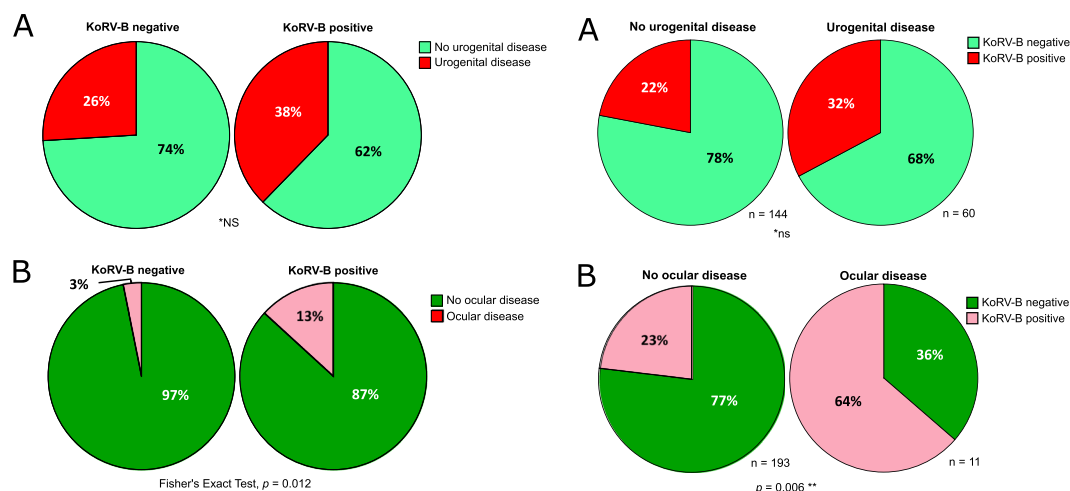 A
KoRV-B negative
KoRV-B positive
No urogenital disease
Urogenital disease
26%
74%
38%
62%
*NS
B
KoRV-B negative
KoRV-B positive
3%
No ocular disease
Ocular disease
13%
97%
87%
Fisher's Exact Test, p = 0.012
A
No urogenital disease
Urogenital disease
KoRV-B negative
KoRV-B positive
22%
78%
32%
68%
n = 144
n = 60
*ns
B
No ocular disease
Ocular disease
KoRV-B negative
KoRV-B positive
23%
77%
36%
64%
n = 193
n = 11
p = 0.006 **